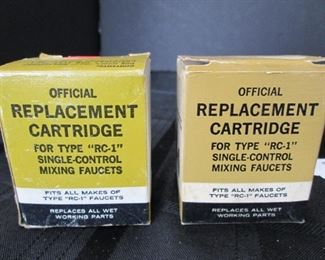 OFFICIAL
REPLACEMENT
CARTRIDGE
FOR TYPE "RC-1"
SINGLE-CONTROL
MIXING FAUCETS
FITS ALL MAKES OF
TYPE "RC-1" FAUCETS
REPLACES ALL WET
WORKING PARTS
OFFICIAL
REPLACEMENT
CARTRIDGE
FOR TYPE "RC-1"
SINGLE-CONTROL
MIXING FAUCETS
FITS ALL MAKES OF
TYPE "RC-1" FAUCETS
REPLACES ALL WET
WORKING PARTS